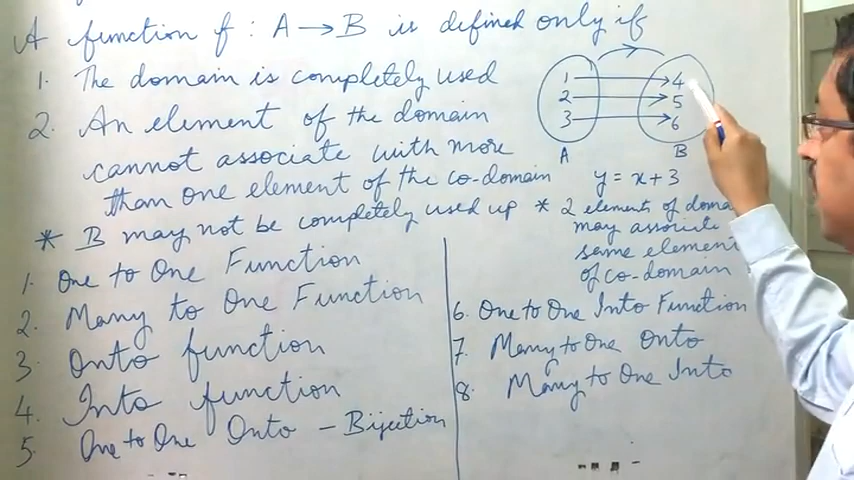 A function f : A → B is defined only if
1. The domain is completely used
2. An element of the domain
cannot associate with more
than one element of the co-domain
* B may not be completely used up
1 4
2 5
3 6
A B
y = x + 3
* 2 elements of doma
may associate
same element
of co-domain
1. One to One Function
2. Many to One Function
3. Onto function
4. Into function
5. One to One Onto - Bijection
6. One to One Into Function
7. Many to One Onto
8. Many to One Into